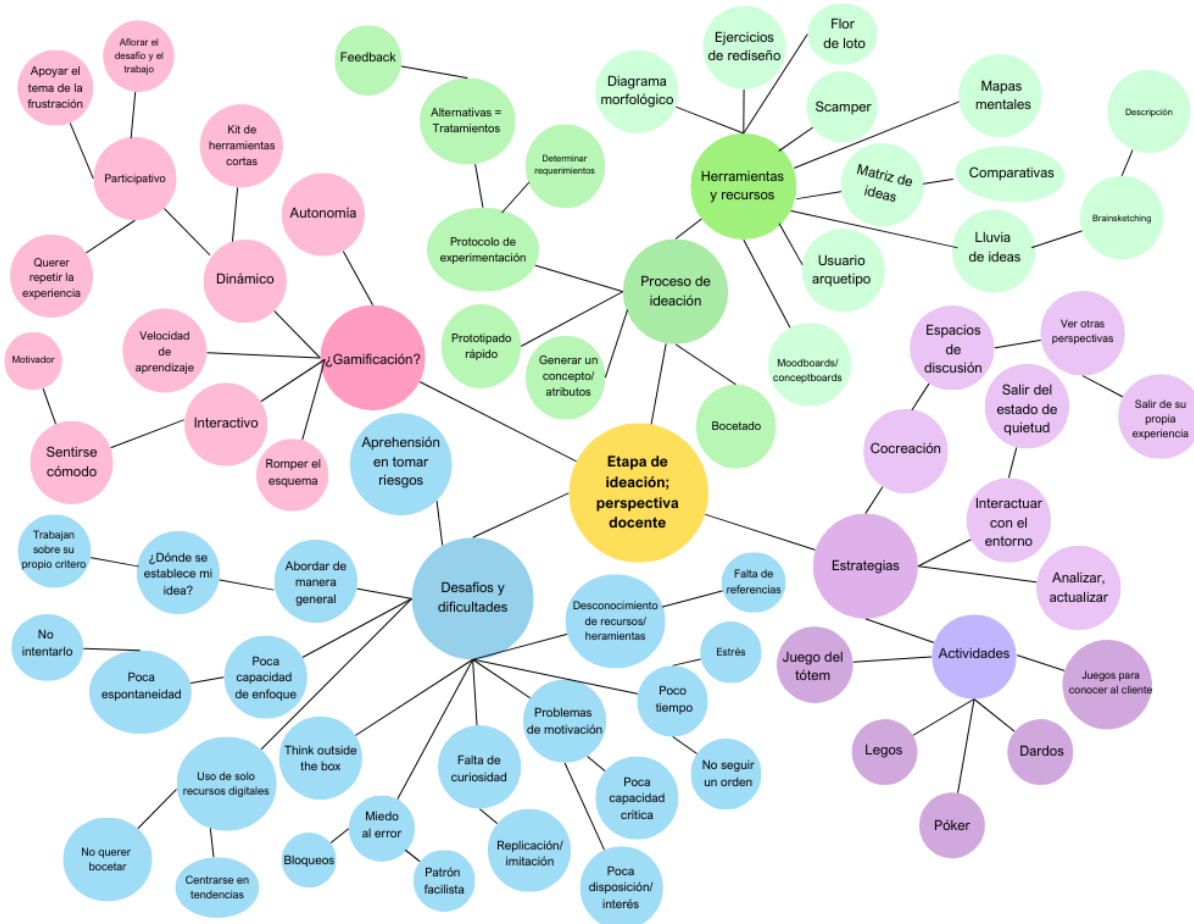 Aflorar el
desafío y el
trabajo
Apoyar el
tema de la
frustración
Participativo
Kit de
herramientas
cortas
Querer
repetir la
experiencia
Dinámico
Autonomía
Velocidad
de
aprendizaje
¿Gamificación?
Motivador
Interactivo
Sentirse
cómodo
Romper el
esquema
Feedback
Alternativas =
Tratamientos
Determinar
requerimientos
Protocolo de
experimentación
Proceso de
ideación
Prototipado
rápido
Generar un
concepto/
atributos
Bocetado
Diagrama
morfológico
Ejercicios
de rediseño
Flor
de loto
Scamper
Mapas
mentales
Herramientas
y recursos
Matriz de
ideas
Comparativas
Descripción
Brainsketching
Lluvia
de ideas
Usuario
arquetipo
Moodboards/
conceptboards
Etapa de
ideación;
perspectiva
docente
Espacios
de
discusión
Ver otras
perspectivas
Salir del
estado de
quietud
Salir de su
propia
experiencia
Cocreación
Interactuar
con el
entorno
Estrategias
Analizar,
actualizar
Actividades
Juego del
tótem
Juegos para
conocer al cliente
Legos
Dardos
Póker
Aprehensión
en tomar
riesgos
Trabajan
sobre su
propio critero
¿Dónde se
establece mi
idea?
Abordar de
manera
general
Desafíos y
dificultades
Desconocimiento
de recursos/
heramientas
Falta de
referencias
No
intentarlo
Poca
espontaneidad
Poca
capacidad
de enfoque
Estrés
Poco
tiempo
Problemas
de motivación
Think outside
the box
Falta de
curiosidad
No seguir
un orden
Uso de solo
recursos digitales
Poca
capacidad
crítica
Miedo
al error
No querer
bocetar
Bloqueos
Replicación/
imitación
Centrarse en
tendencias
Patrón
facilista
Poca
disposición/
interés